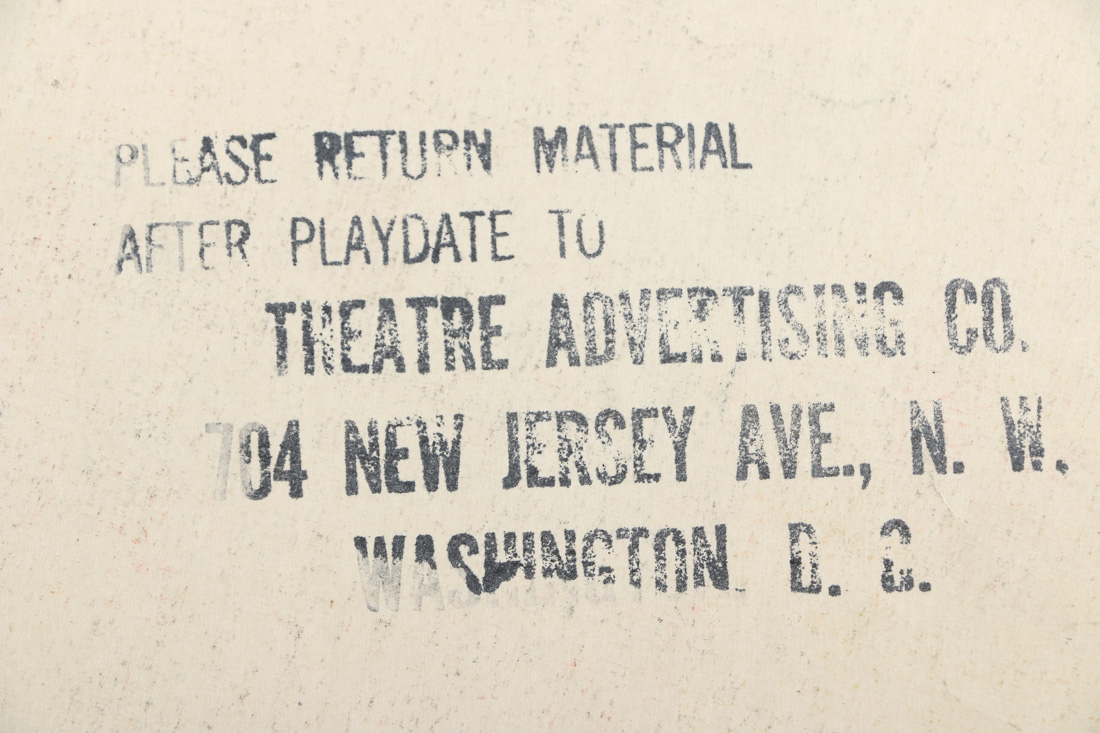 PLEASE RETURN MATERIAL
AFTER PLAYDATE TO
THEATRE ADVERTISING CO.
704 NEW JERSEY AVE., N. W.
WASHINGTON D. C.